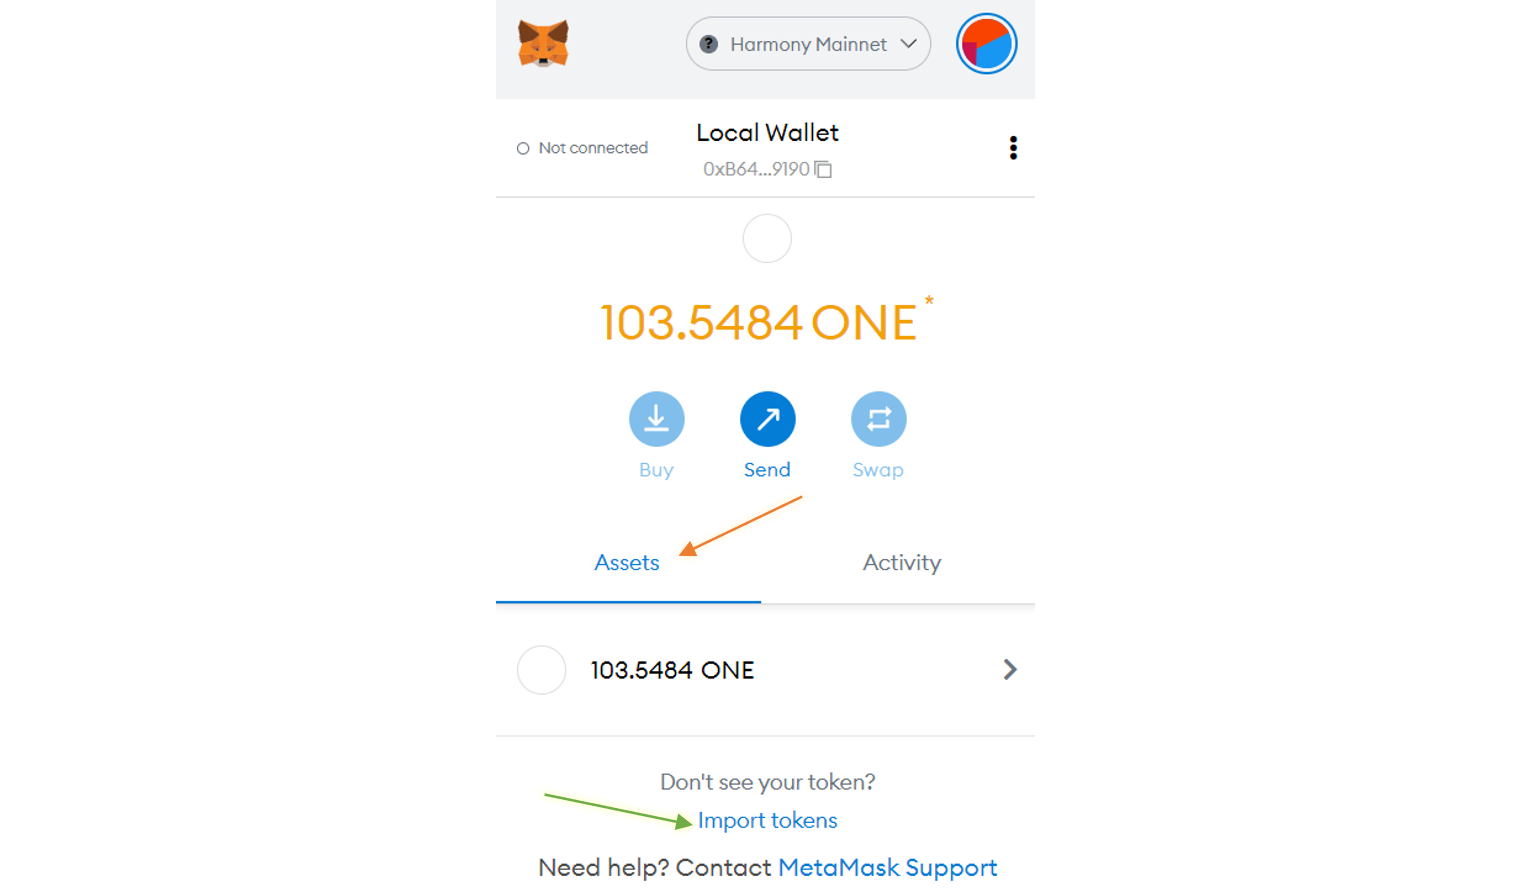 ? Harmony Mainnet
Not connected
Local Wallet
0xB64...9190
103.5484 ONE *
Buy Send Swap
Assets Activity
103.5484 ONE
Don't see your token?
Import tokens
Need help? Contact MetaMask Support